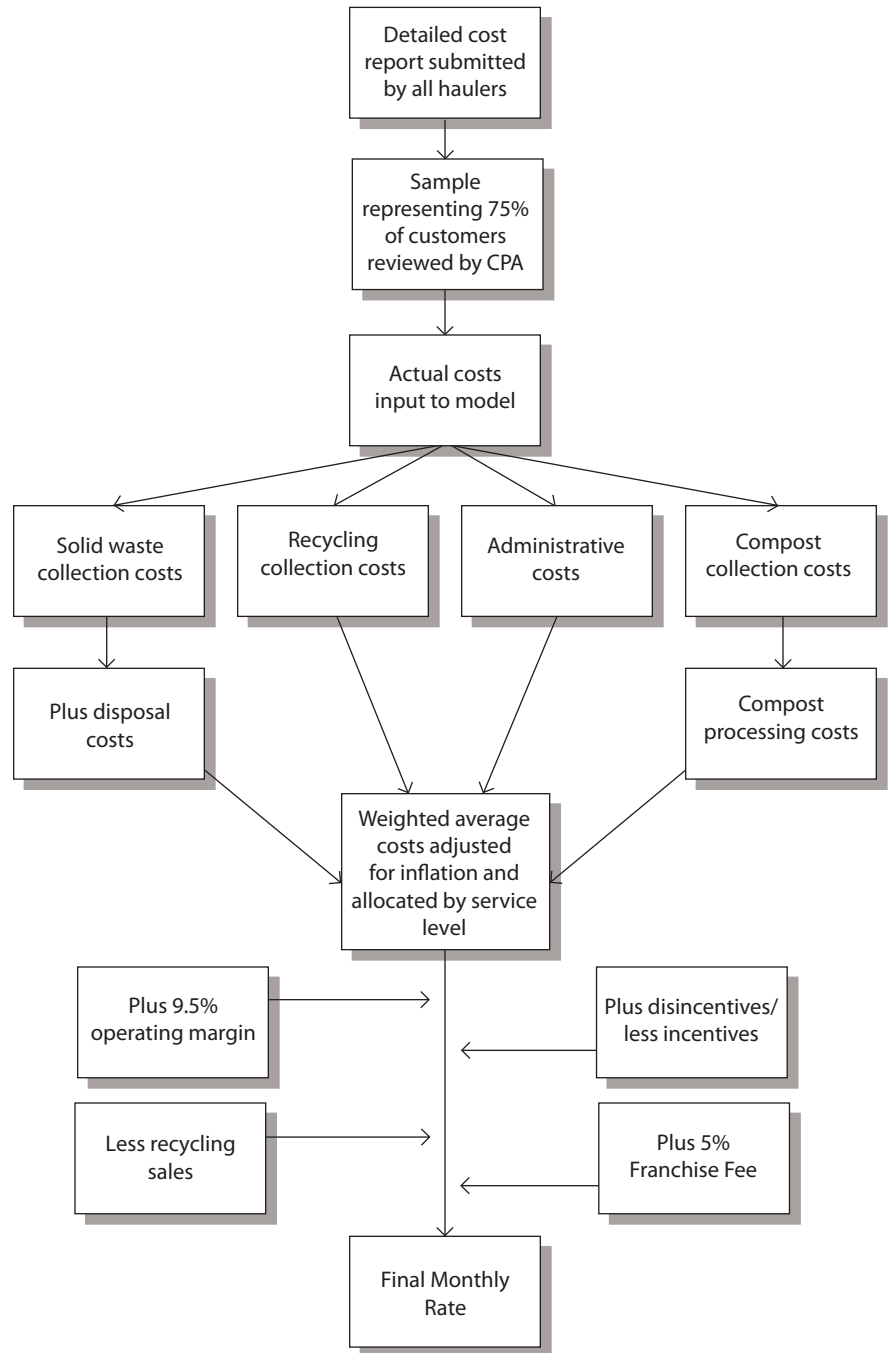 Detailed cost
report submitted
by all haulers
Sample
representing 75%
of customers
reviewed by CPA
Actual costs
input to model
Solid waste
collection costs
Recycling
collection costs
Administrative
costs
Compost
collection costs
Plus disposal
costs
Compost
processing costs
Weighted average
costs adjusted
for inflation and
allocated by service
level
Plus 9.5%
operating margin
Plus disincentives/
less incentives
Less recycling
sales
Plus 5%
Franchise Fee
Final Monthly
Rate